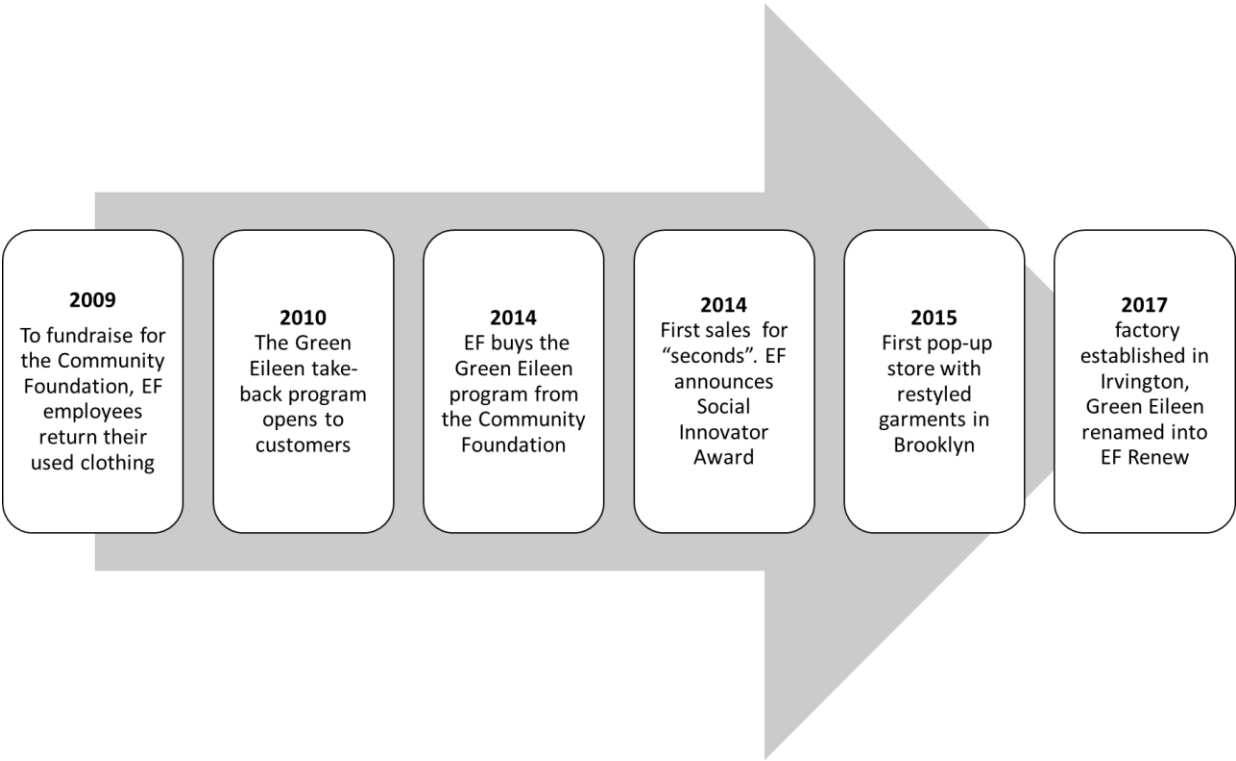 2009
To fundraise for
the Community
Foundation, EF
employees
return their
used clothing
2010
The Green
Eileen take-
back program
opens to
customers
2014
EF buys the
Green Eileen
program from
the Community
Foundation
2014
First sales  for
“seconds”. EF
announces
Social
Innovator
Award
2015
First pop-up
store with
restyled
garments in
Brooklyn
2017
factory
established in
Irvington,
Green Eileen
renamed into
EF Renew